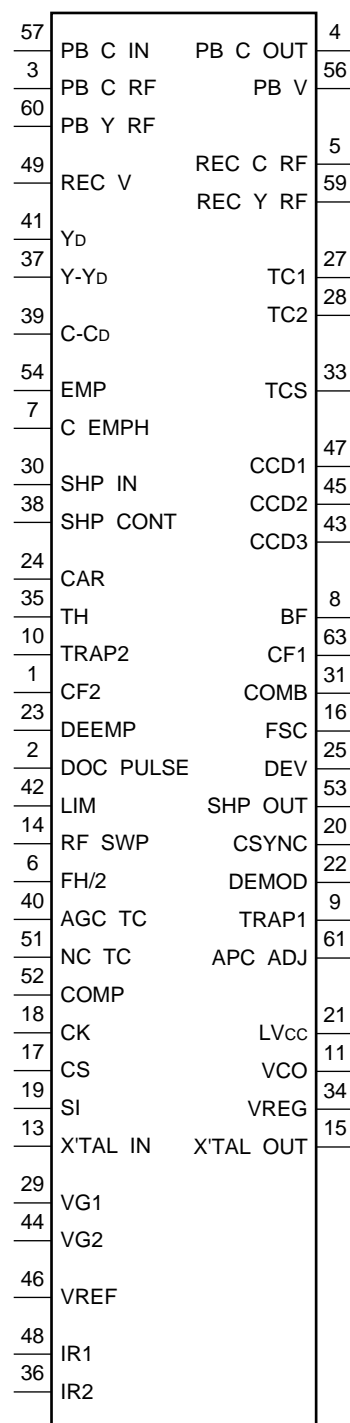 57 PB C IN PB C OUT 4
3 PB C RF PB V 56
60 PB Y RF
REC C RF 5
49 REC V REC Y RF 59
41 YD
37 Y-YD TC1 27
TC2 28
39 C-CD
54 EMP TCS 33
7 C EMPH
CCD1 47
30 SHP IN CCD2 45
38 SHP CONT CCD3 43
24 CAR
35 TH BF 8
10 TRAP2 CF1 63
1 CF2 COMB 31
23 DEEMP FSC 16
2 DOC PULSE DEV 25
42 LIM SHP OUT 53
14 RF SWP CSYNC 20
6 FH/2 DEMOD 22
40 AGC TC TRAP1 9
51 NC TC APC ADJ 61
52 COMP
18 CK LVCC 21
17 CS VCO 11
19 SI VREG 34
13 X'TAL IN X'TAL OUT 15
29 VG1
44 VG2
46 VREF
48 IR1
36 IR2